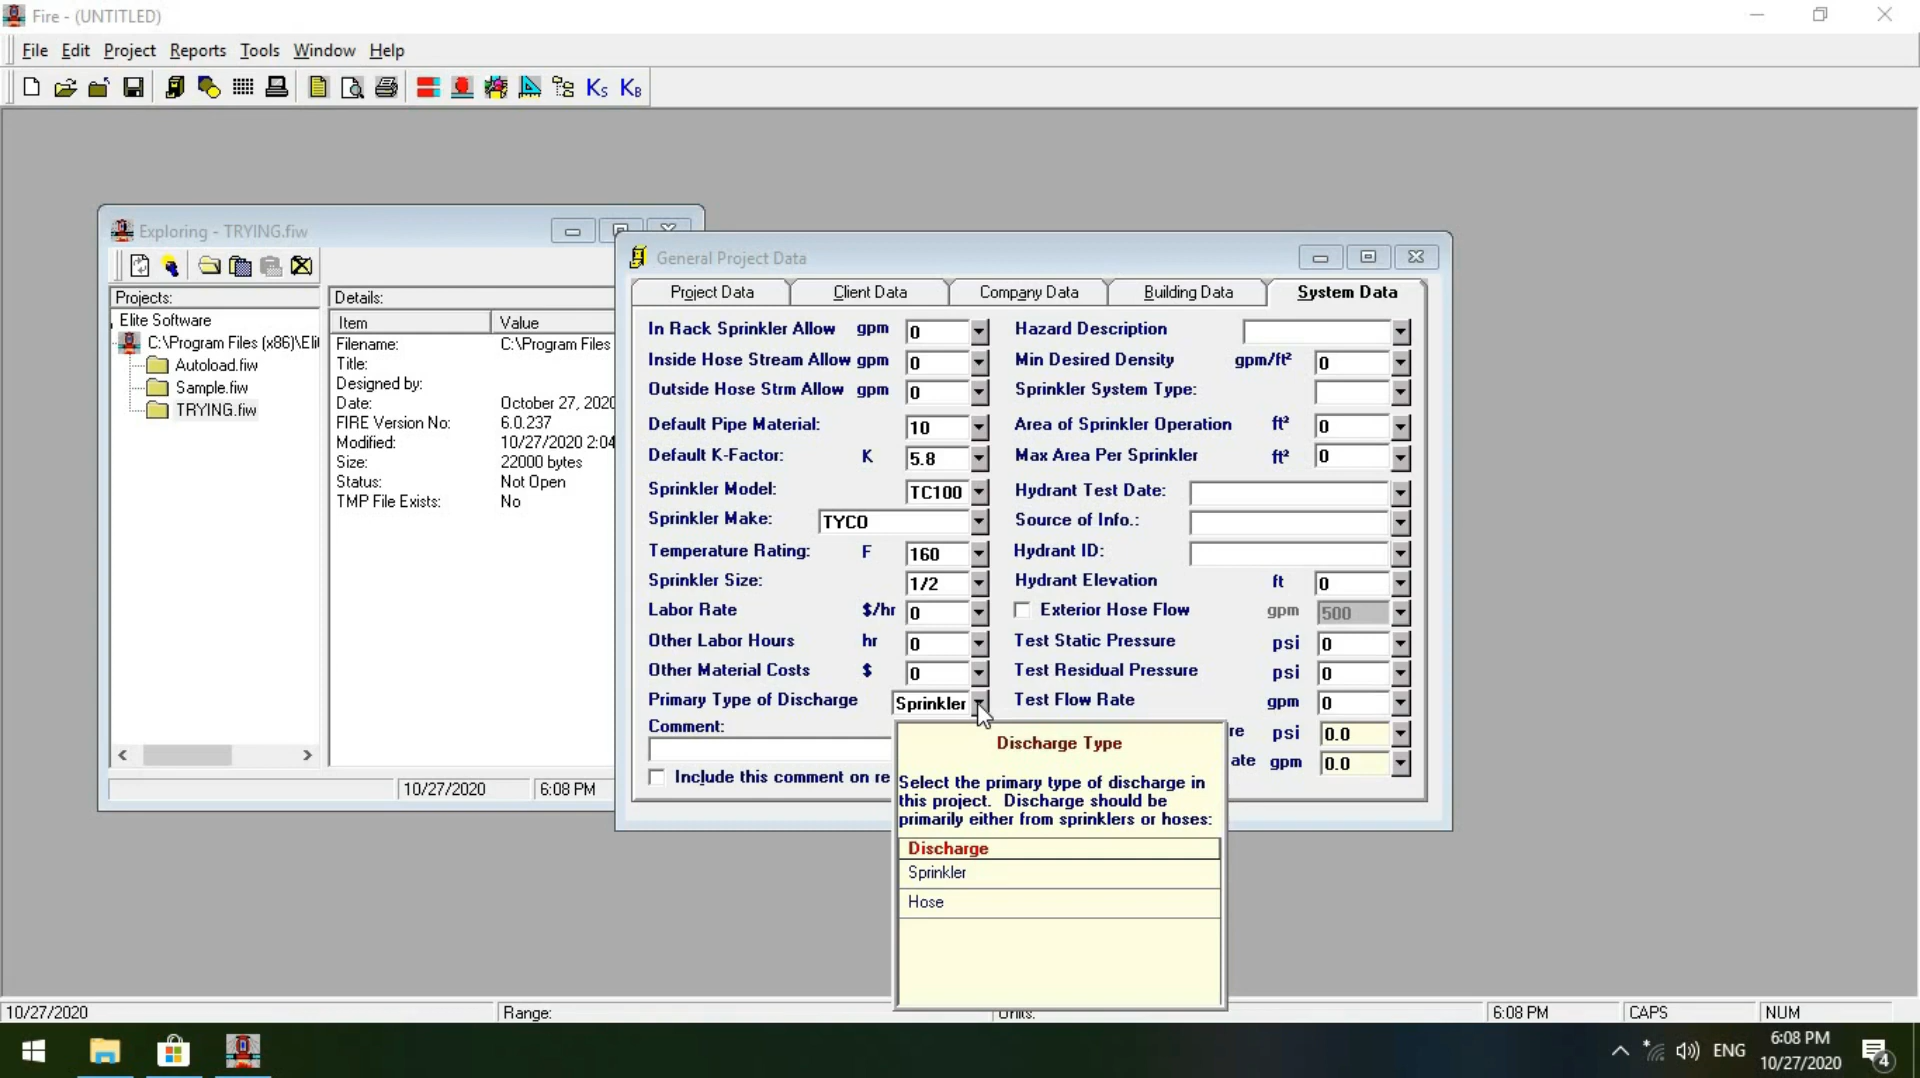 Fire - (UNTITLED)
File Edit Project Reports Tools Window Help
Ks KB
Exploring - TRYING.fiw
Projects:
Elite Software
C:\Program Files (x86)\Eli
Autoload.fiw
Sample.fiw
TRYING.fiw
Details:
Item Value
Filename: C:\Program Files
Title:
Designed by:
Date: October 27, 2020
FIRE Version No: 6.0.237
Modified: 10/27/2020 2:04
Size: 22000 bytes
Status: Not Open
TMP File Exists: No
10/27/2020 6:08 PM
General Project Data
Project Data Client Data Company Data Building Data System Data
In Rack Sprinkler Allow gpm 0
Inside Hose Stream Allow gpm 0
Outside Hose Strm Allow gpm 0
Default Pipe Material: 10
Default K-Factor: K 5.8
Sprinkler Model: TC100
Sprinkler Make: TYCO
Temperature Rating: F 160
Sprinkler Size: 1/2
Labor Rate $/hr 0
Other Labor Hours hr 0
Other Material Costs $ 0
Primary Type of Discharge Sprinkler
Comment:
Include this comment on re
Hazard Description
Min Desired Density gpm/ft² 0
Sprinkler System Type:
Area of Sprinkler Operation ft² 0
Max Area Per Sprinkler ft² 0
Hydrant Test Date:
Source of Info.:
Hydrant ID:
Hydrant Elevation ft 0
Exterior Hose Flow gpm 500
Test Static Pressure psi 0
Test Residual Pressure psi 0
Test Flow Rate gpm 0
re psi 0.0
ate gpm 0.0
Discharge Type
Select the primary type of discharge in
this project. Discharge should be
primarily either from sprinklers or hoses:
Discharge
Sprinkler
Hose
10/27/2020 Range: Units: 6:08 PM CAPS NUM
ENG 6:08 PM
10/27/2020
4